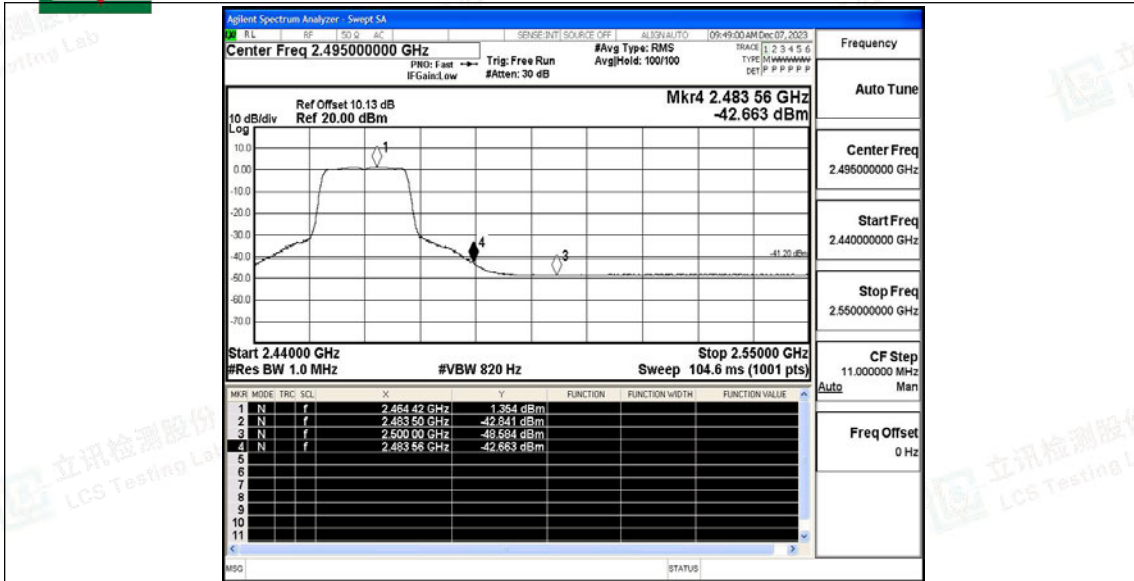 Agilent Spectrum Analyzer - Swept SA
RL RF 50 Ω AC SENSE:INT SOURCE OFF ALIGN AUTO 09:49:00 AM Dec 07, 2023
Center Freq 2.495000000 GHz
PNO: Fast
IFGain:Low
Trig: Free Run
#Atten: 30 dB
#Avg Type: RMS
Avg|Hold: 100/100
TRACE 1 2 3 4 5 6
TYPE M WWWWW
DET P P P P P P
Ref Offset 10.13 dB
Ref 20.00 dBm
10 dB/div
Log
Mkr4 2.483 56 GHz
-42.663 dBm
10.0
0.00
-10.0
-20.0
-30.0
-40.0
-50.0
-60.0
-70.0
1
4
3
-41.20 dBm
Start 2.44000 GHz
Stop 2.55000 GHz
#Res BW 1.0 MHz
#VBW 820 Hz
Sweep 104.6 ms (1001 pts)
MKR MODE TRC SCL X Y FUNCTION FUNCTION WIDTH FUNCTION VALUE
1 N f 2.464 42 GHz 1.354 dBm
2 N f 2.483 50 GHz -42.841 dBm
3 N f 2.500 00 GHz -48.584 dBm
4 N f 2.483 56 GHz -42.663 dBm
5
6
7
8
9
10
11
MSG
STATUS
Frequency
Auto Tune
Center Freq
2.495000000 GHz
Start Freq
2.440000000 GHz
Stop Freq
2.550000000 GHz
CF Step
11.000000 MHz
Auto Man
Freq Offset
0 Hz
立讯检测股份
LCS Testing Lab
立讯检测股份
LCS Testing L